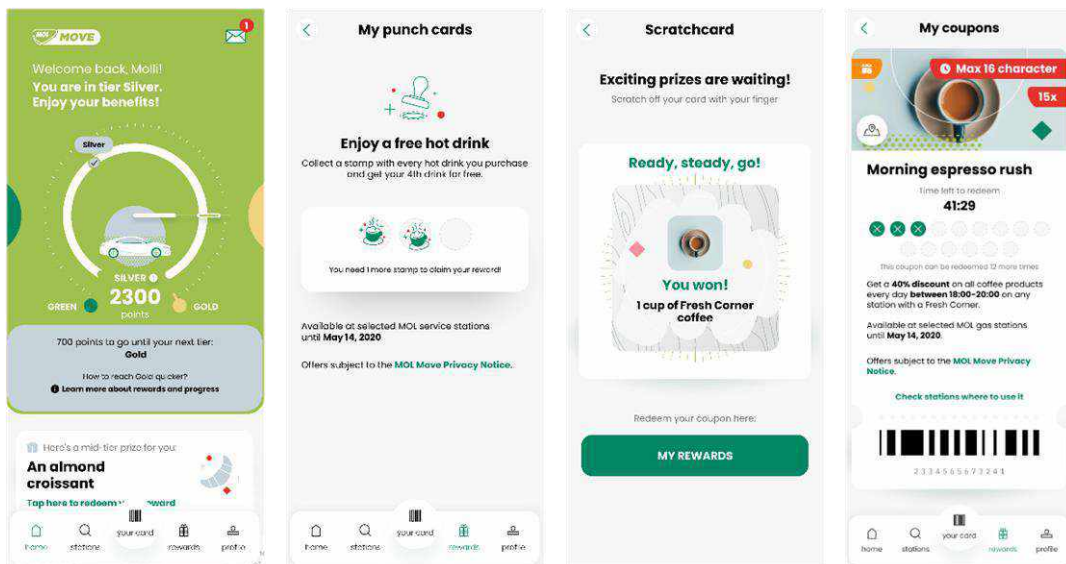 MOL MOVE
1
Welcome back, Molli!
You are in tier Silver.
Enjoy your benefits!
Silver
SILVER
GREEN
2300
points
GOLD
700 points to go until your next tier:
Gold
How to reach Gold quicker?
Learn more about rewards and progress
Here's a mid-tier prize for you:
An almond
croissant
Tap here to redeem
home
stations
your card
rewards
profile
My punch cards
Enjoy a free hot drink
Collect a stamp with every hot drink you purchase
and get your 4th drink for free.
You need 1 more stamp to claim your reward!
Available at selected MOL service stations
until May 14, 2020
Offers subject to the MOL Move Privacy Notice.
home
stations
your card
rewards
profile
Scratchcard
Exciting prizes are waiting!
Scratch off your card with your finger
Ready, steady, go!
You won!
1 cup of Fresh Corner
coffee
Redeem your coupon here:
MY REWARDS
My coupons
Max 16 character
15x
Morning espresso rush
Time left to redeem
41:29
This coupon can be redeemed 12 more times
Get a 40% discount on all coffee products
every day between 18:00-20:00 on any
station with a Fresh Corner.
Available at selected MOL gas stations
until May 14, 2020.
Offers subject to the MOL Move Privacy
Notice.
Check stations where to use it
2334565673241
home
stations
your card
rewards
profile